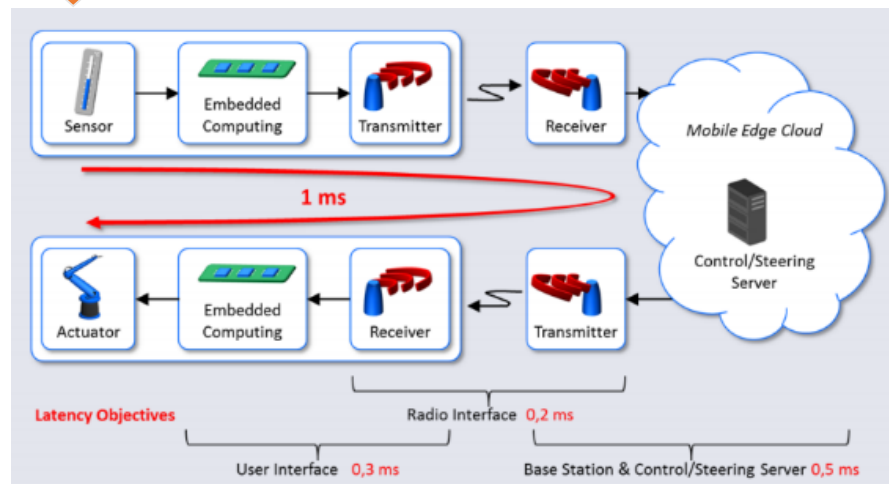 Sensor
Embedded
Computing
Transmitter
Receiver
Mobile Edge Cloud
1 ms
Control/Steering
Server
Actuator
Embedded
Computing
Receiver
Transmitter
Latency Objectives
Radio Interface 0,2 ms
User Interface 0,3 ms
Base Station & Control/Steering Server 0,5 ms